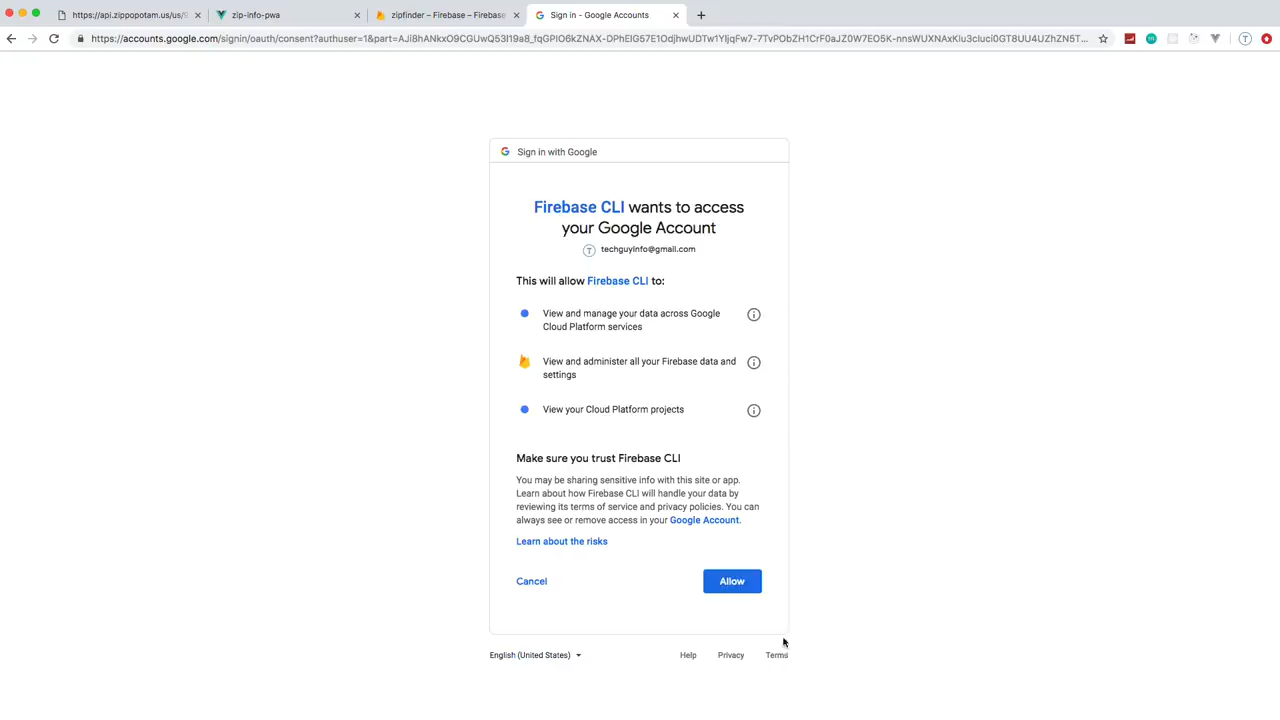 https://api.zippopotam.us/us/
zip-info-pwa
zipfinder – Firebase – Firebase
Sign in - Google Accounts
Sign in with Google
Firebase CLI wants to access
your Google Account
T
techguyinfo@gmail.com
This will allow Firebase CLI to:
View and manage your data across Google
Cloud Platform services
View and administer all your Firebase data and
settings
View your Cloud Platform projects
Make sure you trust Firebase CLI
You may be sharing sensitive info with this site or app.
Learn about how Firebase CLI will handle your data by
reviewing its terms of service and privacy policies. You can
always see or remove access in your Google Account.
Learn about the risks
Cancel
Allow
English (United States)
Help
Privacy
Terms